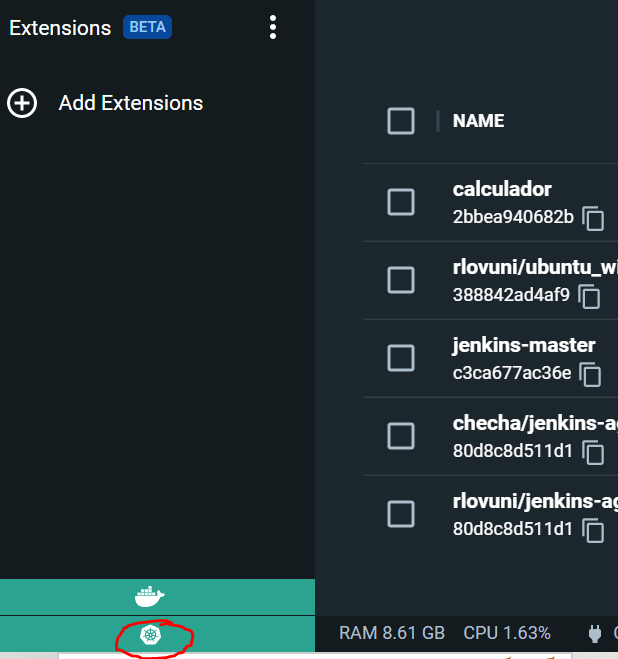 Extensions BETA
Add Extensions
NAME
calculador
2bbea940682b
rlovuni/ubuntu_wi
388842ad4af9
jenkins-master
c3ca677ac36e
checha/jenkins-ag
80d8c8d511d1
rlovuni/jenkins-ag
80d8c8d511d1
RAM 8.61 GB CPU 1.63%